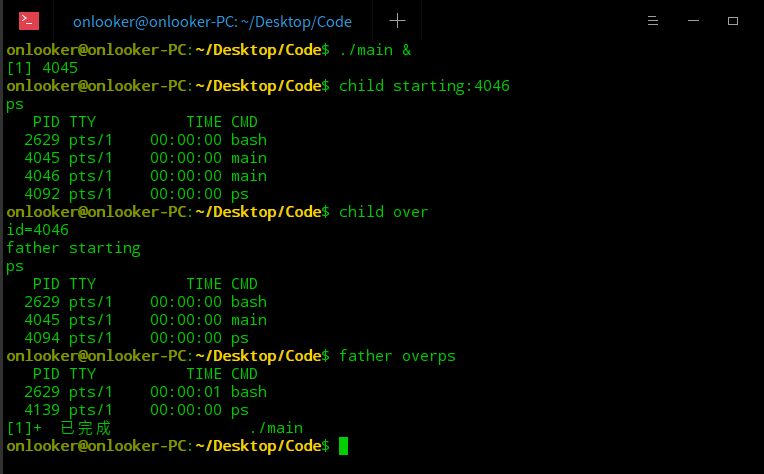 onlooker@onlooker-PC: ~/Desktop/Code
onlooker@onlooker-PC:~/Desktop/Code$ ./main &
[1] 4045
onlooker@onlooker-PC:~/Desktop/Code$ child starting:4046
ps
PID TTY TIME CMD
2629 pts/1 00:00:00 bash
4045 pts/1 00:00:00 main
4046 pts/1 00:00:00 main
4092 pts/1 00:00:00 ps
onlooker@onlooker-PC:~/Desktop/Code$ child over
id=4046
father starting
ps
PID TTY TIME CMD
2629 pts/1 00:00:00 bash
4045 pts/1 00:00:00 main
4094 pts/1 00:00:00 ps
onlooker@onlooker-PC:~/Desktop/Code$ father overps
PID TTY TIME CMD
2629 pts/1 00:00:01 bash
4139 pts/1 00:00:00 ps
[1]+ 已完成 ./main
onlooker@onlooker-PC:~/Desktop/Code$